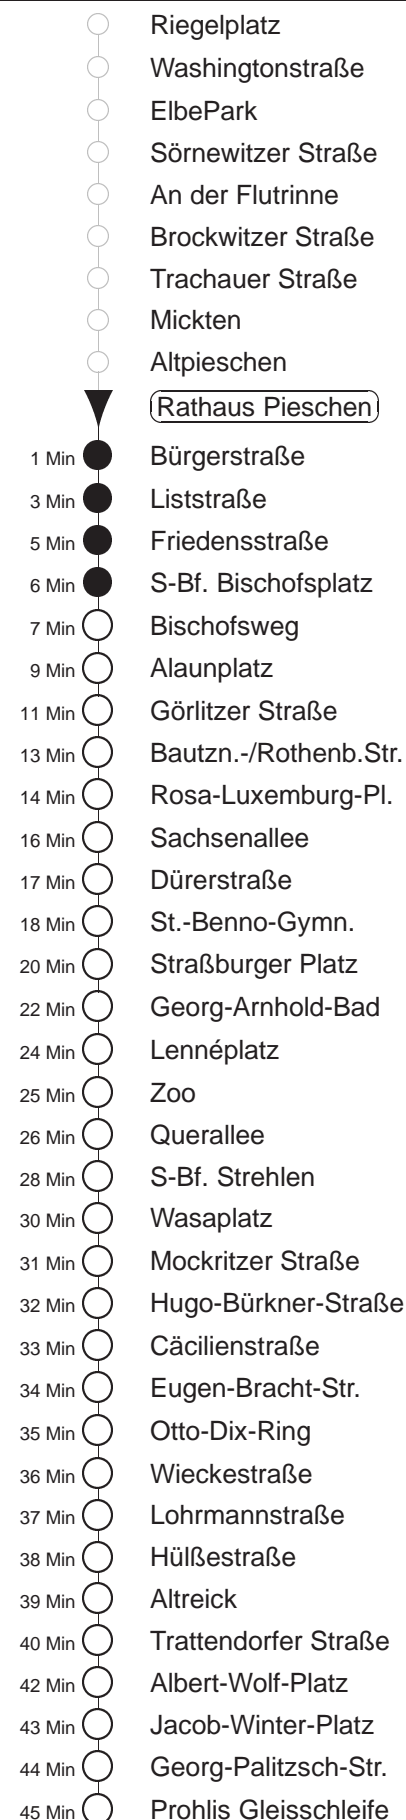 Riegelplatz
Washingtonstraße
ElbePark
Sörnewitzer Straße
An der Flutrinne
Brockwitzer Straße
Trachauer Straße
Mickten
Altpieschen
Rathaus Pieschen
1 Min Bürgerstraße
3 Min Liststraße
5 Min Friedensstraße
6 Min S-Bf. Bischofsplatz
7 Min Bischofsweg
9 Min Alaunplatz
11 Min Görlitzer Straße
13 Min Bautzn.-/Rothenb.Str.
14 Min Rosa-Luxemburg-Pl.
16 Min Sachsenallee
17 Min Dürerstraße
18 Min St.-Benno-Gymn.
20 Min Straßburger Platz
22 Min Georg-Arnhold-Bad
24 Min Lennéplatz
25 Min Zoo
26 Min Querallee
28 Min S-Bf. Strehlen
30 Min Wasaplatz
31 Min Mockritzer Straße
32 Min Hugo-Bürkner-Straße
33 Min Cäcilienstraße
34 Min Eugen-Bracht-Str.
35 Min Otto-Dix-Ring
36 Min Wieckestraße
37 Min Lohrmannstraße
38 Min Hülßestraße
39 Min Altreick
40 Min Trattendorfer Straße
42 Min Albert-Wolf-Platz
43 Min Jacob-Winter-Platz
44 Min Georg-Palitzsch-Str.
45 Min Prohlis Gleisschleife